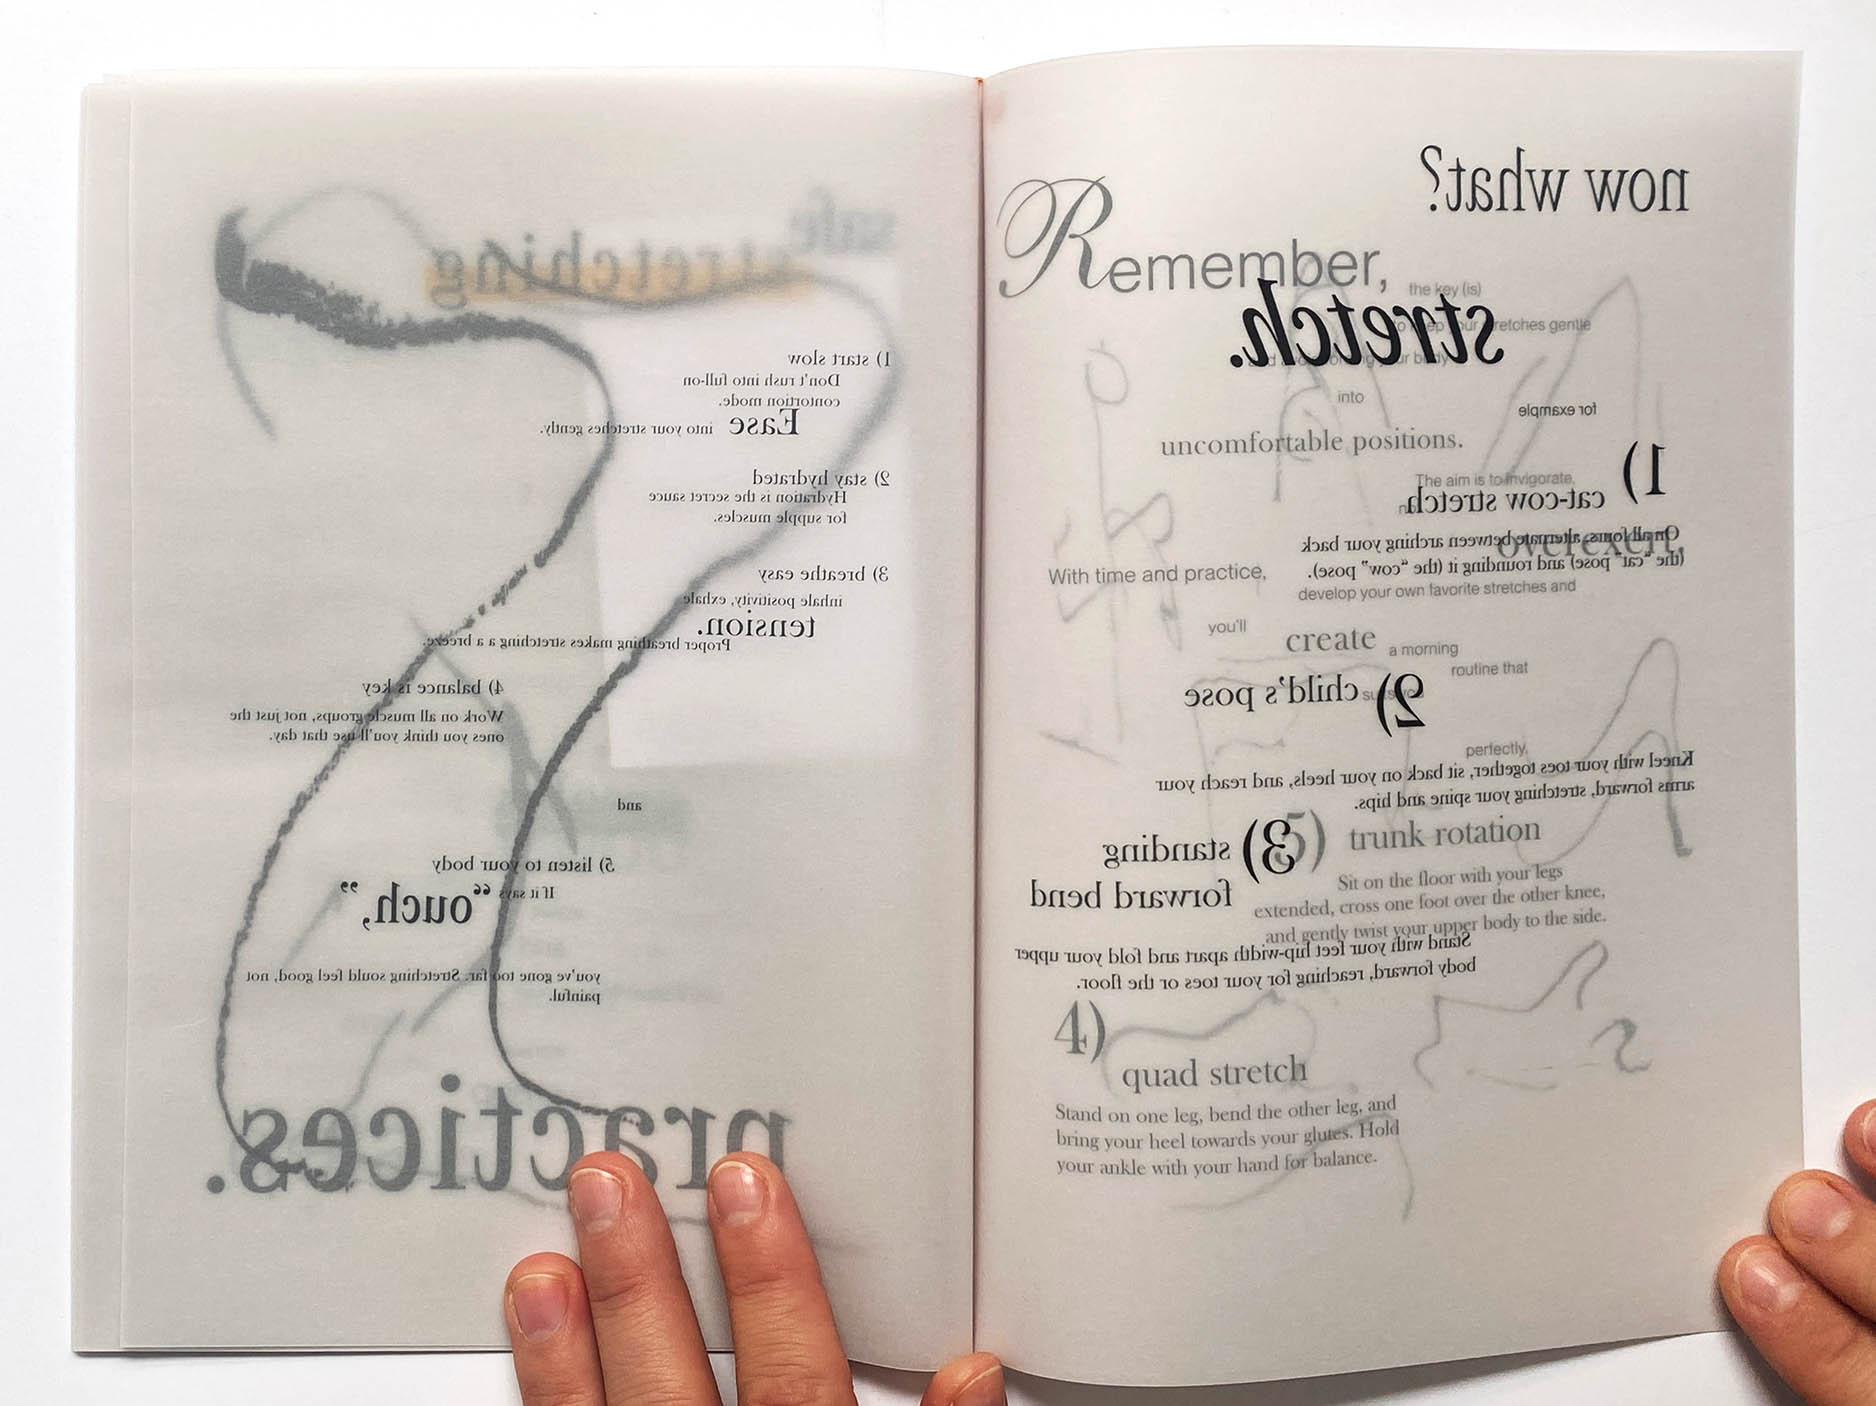 safe
stretching
1) start slow
Don't rush into full-on
contortion mode.
Ease into your stretches gently.
2) stay hydrated
Hydration is the secret sauce
for supple muscles.
3) breathe easy
inhale positivity, exhale
tension.
Proper breathing makes stretching a a breeze.
4) balance is key
Work on all muscle groups, not just the
ones you think you'll use that day.
and
5) listen to your body
If it says “ouch,”
you've gone too far. Stretching sould feel good, not
painful.
practices.
now what?
stretch.
for example
1)
cat-cow stretch
On all fours, alternate between arching your back
(the “cat” pose) and rounding it (the “cow” pose).
2) child's pose
Kneel with your toes together, sit back on your heels, and reach your
arms forward, stretching your spine and hips.
3) standing
forward bend
Stand with your feet hip-width apart and fold your upper
body forward, reaching for your toes or the floor.
Remember,
the key (is)
to keep your stretches gentle
your body
into
uncomfortable positions.
The aim is to invigorate,
overexert.
With time and practice,
develop your own favorite stretches and
you'll
create a morning
routine that
perfectly,
5) trunk rotation
Sit on the floor with your legs
extended, cross one foot over the other knee,
and gently twist your upper body to the side.
4)
quad stretch
Stand on one leg, bend the other leg, and
bring your heel towards your glutes. Hold
your ankle with your hand for balance.